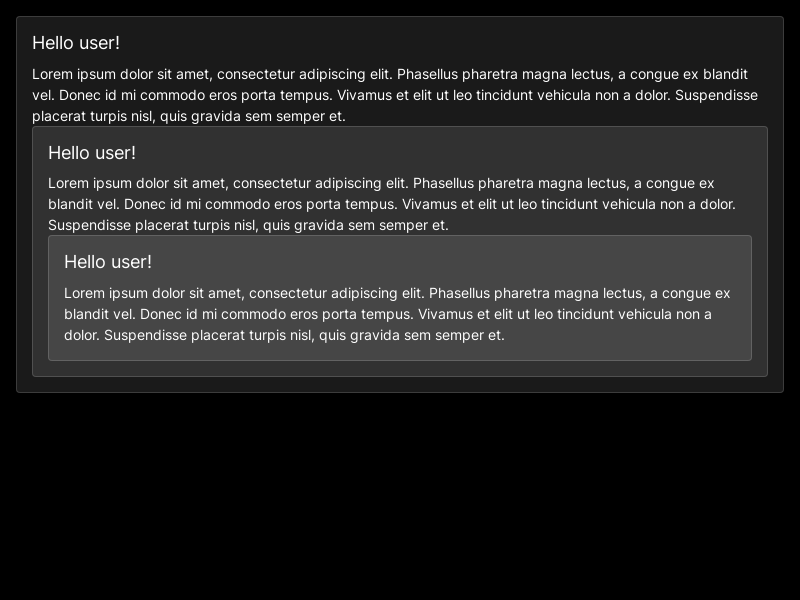 Hello user!
Lorem ipsum dolor sit amet, consectetur adipiscing elit. Phasellus pharetra magna lectus, a congue ex blandit
vel. Donec id mi commodo eros porta tempus. Vivamus et elit ut leo tincidunt vehicula non a dolor. Suspendisse
placerat turpis nisl, quis gravida sem semper et.
Hello user!
Lorem ipsum dolor sit amet, consectetur adipiscing elit. Phasellus pharetra magna lectus, a congue ex
blandit vel. Donec id mi commodo eros porta tempus. Vivamus et elit ut leo tincidunt vehicula non a dolor.
Suspendisse placerat turpis nisl, quis gravida sem semper et.
Hello user!
Lorem ipsum dolor sit amet, consectetur adipiscing elit. Phasellus pharetra magna lectus, a congue ex
blandit vel. Donec id mi commodo eros porta tempus. Vivamus et elit ut leo tincidunt vehicula non a
dolor. Suspendisse placerat turpis nisl, quis gravida sem semper et.